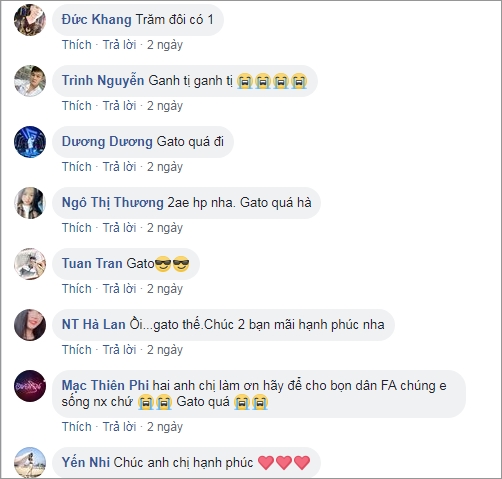 Đức Khang Trăm đôi có 1
Thích · Trả lời · 2 ngày
Trình Nguyễn Ganh tị ganh tị 😭😭😭😭
Thích · Trả lời · 2 ngày
Dương Dương Gato quá đi
Thích · Trả lời · 2 ngày
Ngô Thị Thương 2ae hp nha. Gato quá hà
Thích · Trả lời · 2 ngày
Tuan Tran Gato😎😎
Thích · Trả lời · 2 ngày
NT Hà Lan Ồi...gato thế.Chúc 2 bạn mãi hạnh phúc nha
Thích · Trả lời · 2 ngày
Mạc Thiên Phi hai anh chị làm ơn hãy để cho bọn dân FA chúng e
sống nx chứ 😭😭 Gato quá 😭😭
Thích · Trả lời · 2 ngày
Yến Nhi Chúc anh chị hạnh phúc ❤❤❤